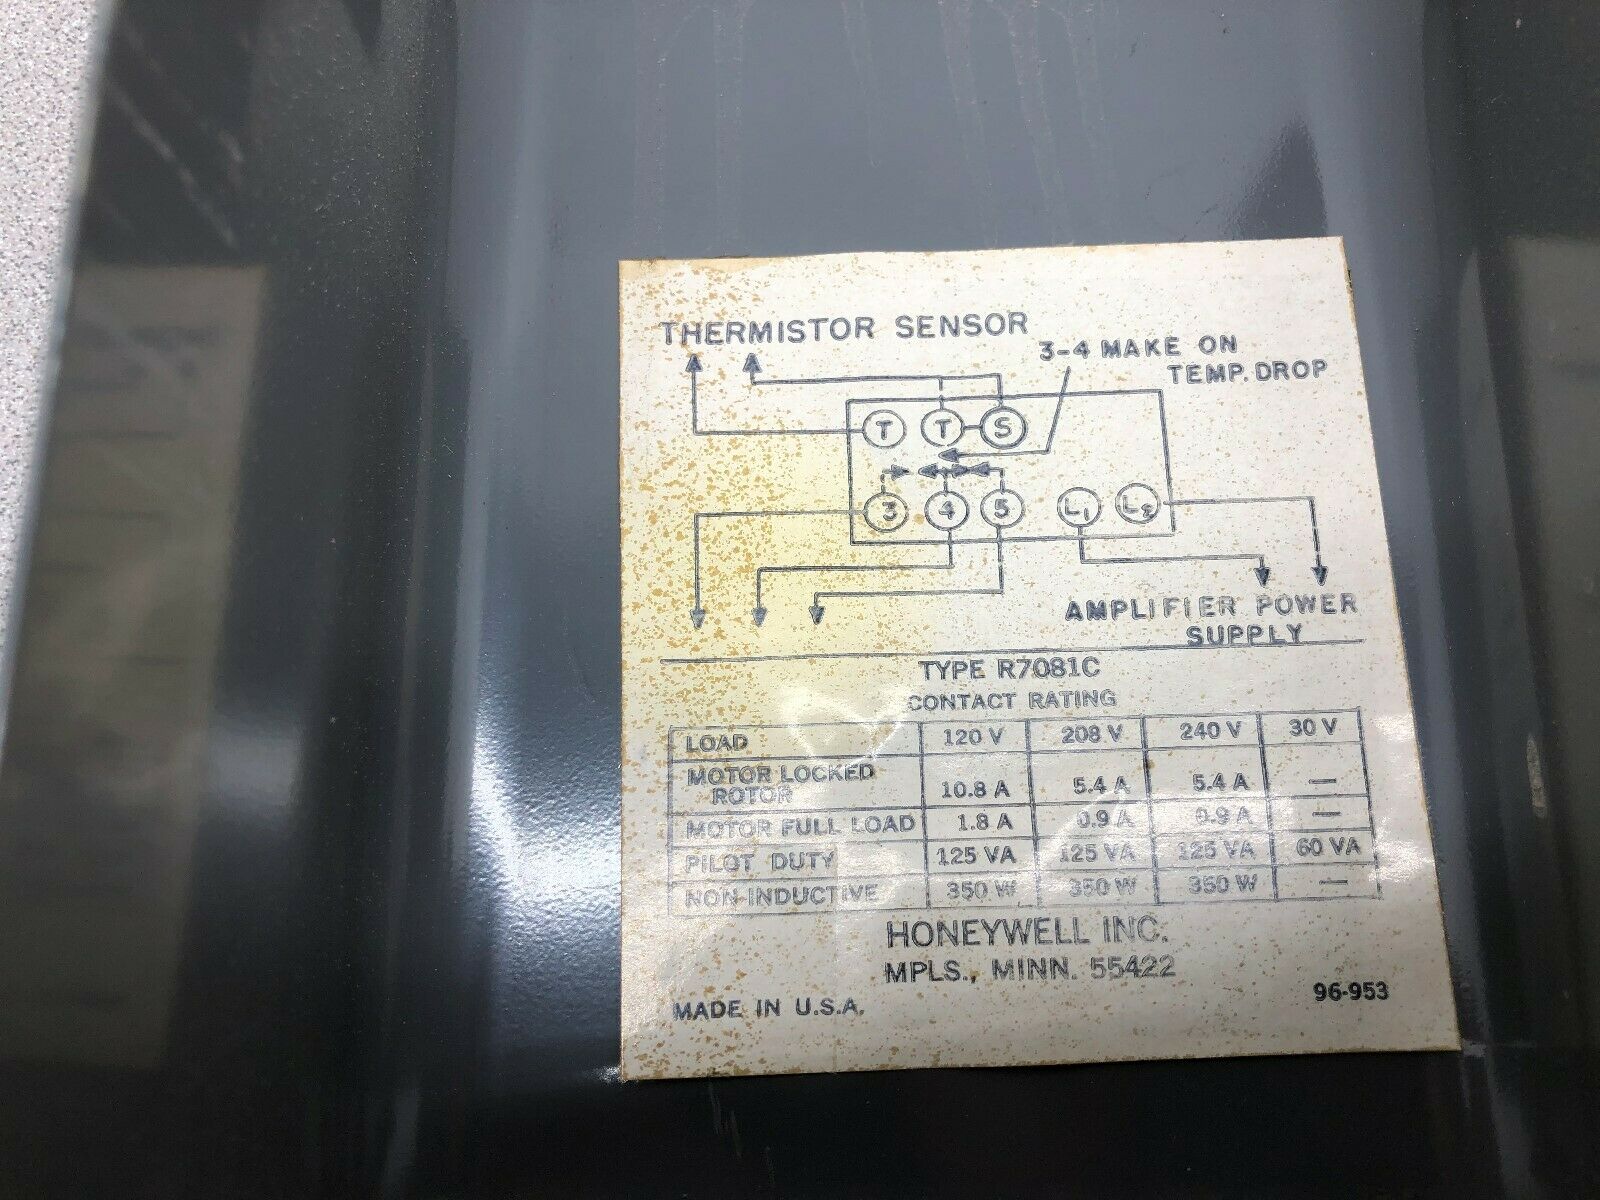 THERMISTOR SENSOR
3-4 MAKE ON
TEMP. DROP
T T S
3 4 5 L1 L2
AMPLIFIER POWER
SUPPLY
TYPE R7081C
CONTACT RATING
LOAD 120 V 208 V 240 V 30 V
MOTOR LOCKED
ROTOR 10.8 A 5.4 A 5.4 A —
MOTOR FULL LOAD 1.8 A 0.9 A 0.9 A —
PILOT DUTY 125 VA 125 VA 125 VA 60 VA
NON-INDUCTIVE 350 W 350 W 350 W —
HONEYWELL INC.
MPLS., MINN. 55422
MADE IN U.S.A.
96-953